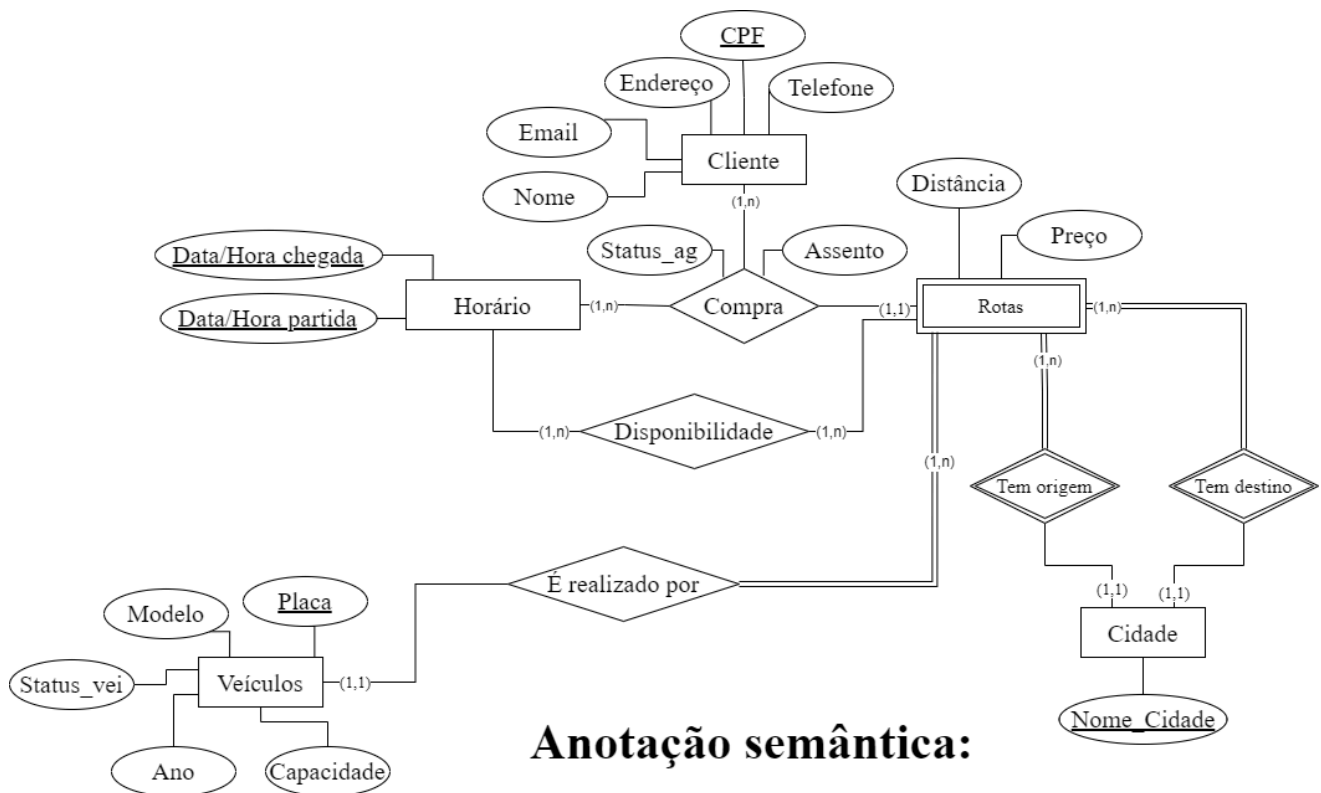 CPF
Endereço
Telefone
Email
Cliente
Nome
(1,n)
Distância
Preço
Status_ag
Assento
Data/Hora chegada
Data/Hora partida
Horário
(1,n)
Compra
(1,1)
Rotas
(1,n)
(1,n)
(1,n)
Disponibilidade
(1,n)
(1,n)
Tem origem
Tem destino
É realizado por
(1,1)
(1,1)
Cidade
Nome_Cidade
Placa
Modelo
Status_vei
Veículos
(1,1)
Ano
Capacidade
Anotação semântica: